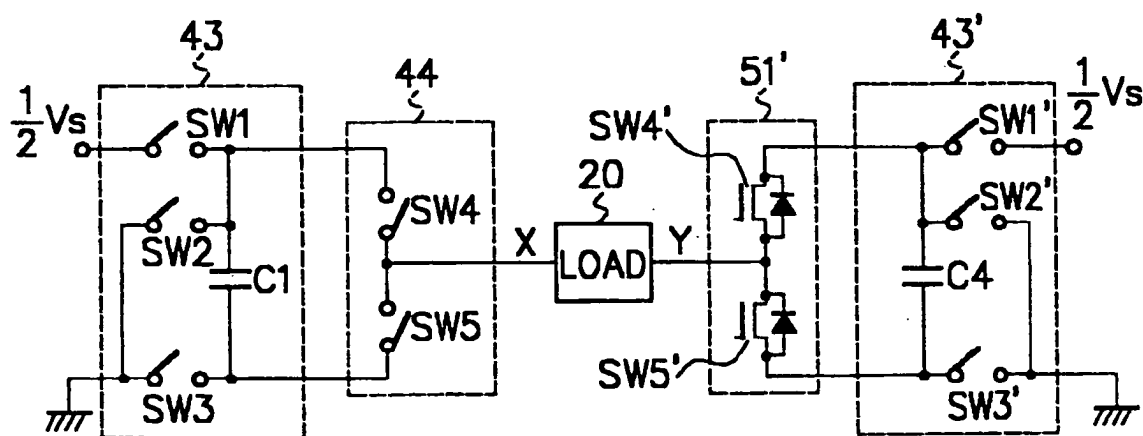 43
44
51'
43'
1/2 Vs
SW1
SW2
C1
SW3
SW4
SW5
X
20
LOAD
Y
SW4'
SW5'
SW1'
1/2 Vs
SW2'
C4
SW3'